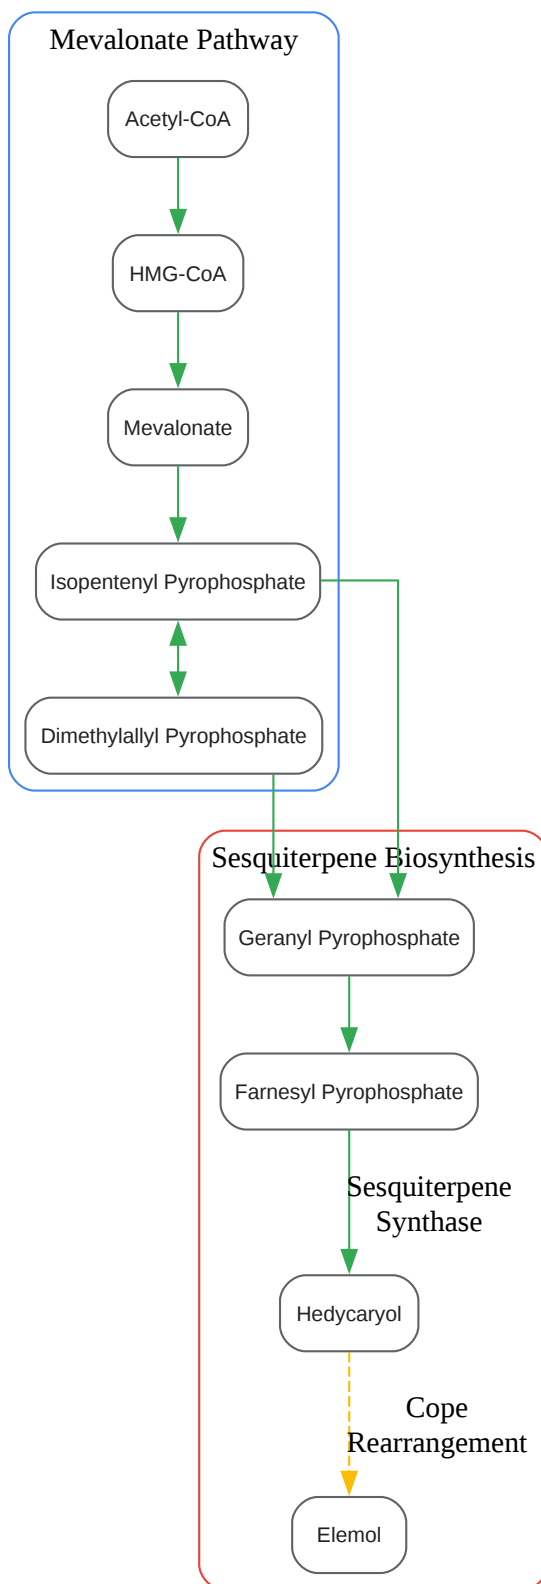 Mevalonate Pathway
Acetyl-CoA
HMG-CoA
Mevalonate
Isopentenyl Pyrophosphate
Dimethylallyl Pyrophosphate
Sesquiterpene Biosynthesis
Geranyl Pyrophosphate
Farnesyl Pyrophosphate
Sesquiterpene
Synthase
Hedycaryol
Cope
Rearrangement
Elemol